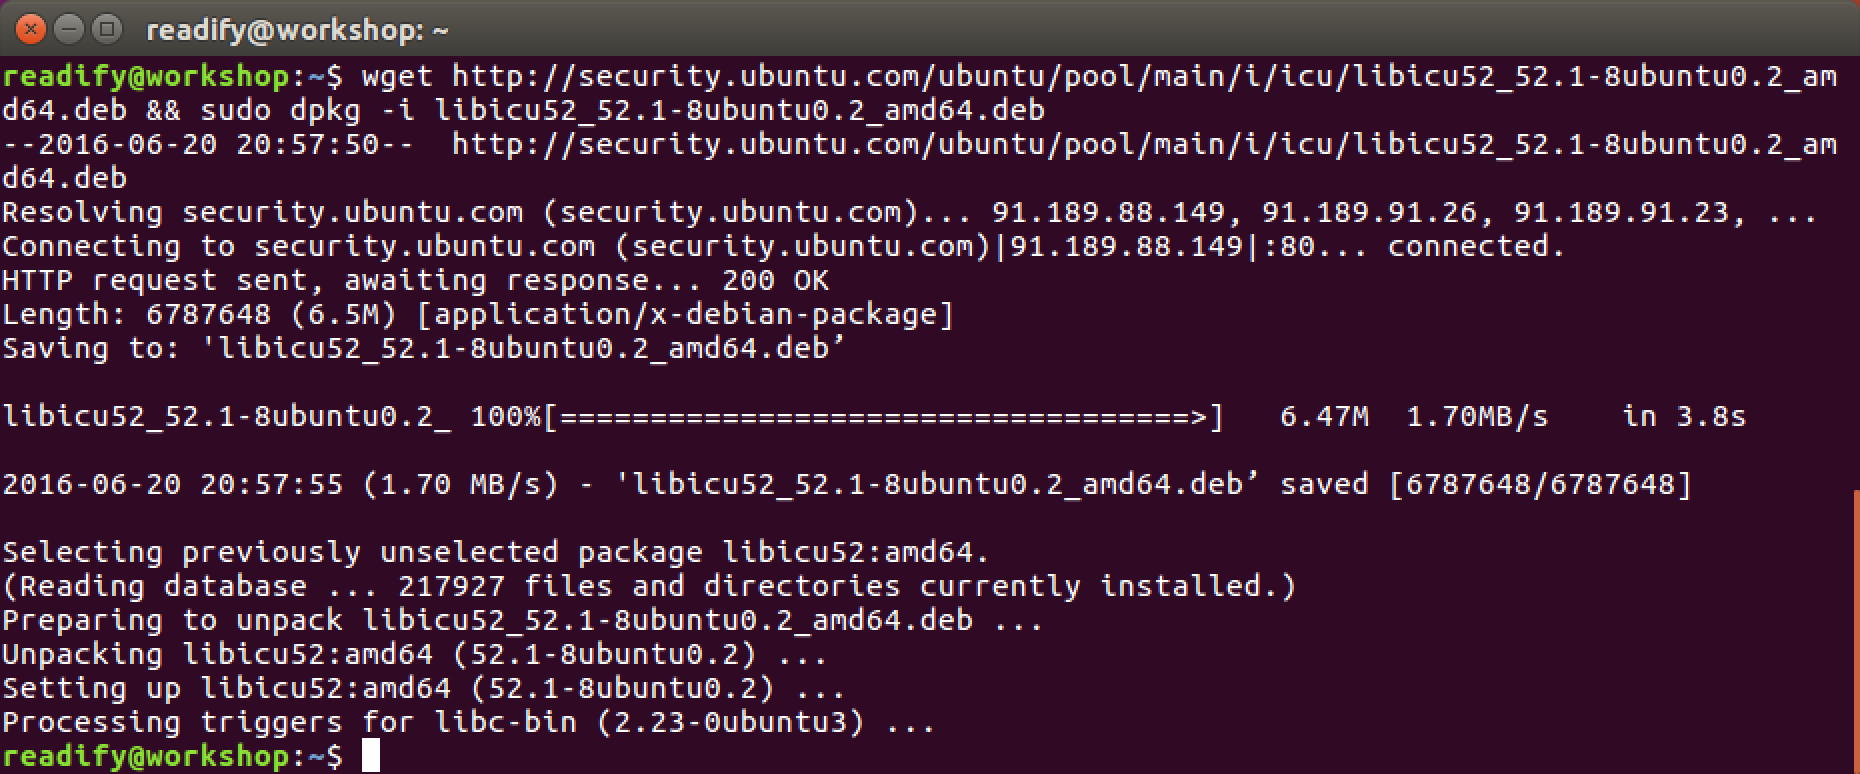 readify@workshop: ~
readify@workshop:~$ wget http://security.ubuntu.com/ubuntu/pool/main/i/icu/libicu52_52.1-8ubuntu0.2_am
d64.deb && sudo dpkg -i libicu52_52.1-8ubuntu0.2_amd64.deb
--2016-06-20 20:57:50--  http://security.ubuntu.com/ubuntu/pool/main/i/icu/libicu52_52.1-8ubuntu0.2_am
d64.deb
Resolving security.ubuntu.com (security.ubuntu.com)... 91.189.88.149, 91.189.91.26, 91.189.91.23, ...
Connecting to security.ubuntu.com (security.ubuntu.com)|91.189.88.149|:80... connected.
HTTP request sent, awaiting response... 200 OK
Length: 6787648 (6.5M) [application/x-debian-package]
Saving to: 'libicu52_52.1-8ubuntu0.2_amd64.deb’
libicu52_52.1-8ubuntu0.2_ 100%[===================================>]   6.47M  1.70MB/s    in 3.8s
2016-06-20 20:57:55 (1.70 MB/s) - 'libicu52_52.1-8ubuntu0.2_amd64.deb’ saved [6787648/6787648]
Selecting previously unselected package libicu52:amd64.
(Reading database ... 217927 files and directories currently installed.)
Preparing to unpack libicu52_52.1-8ubuntu0.2_amd64.deb ...
Unpacking libicu52:amd64 (52.1-8ubuntu0.2) ...
Setting up libicu52:amd64 (52.1-8ubuntu0.2) ...
Processing triggers for libc-bin (2.23-0ubuntu3) ...
readify@workshop:~$